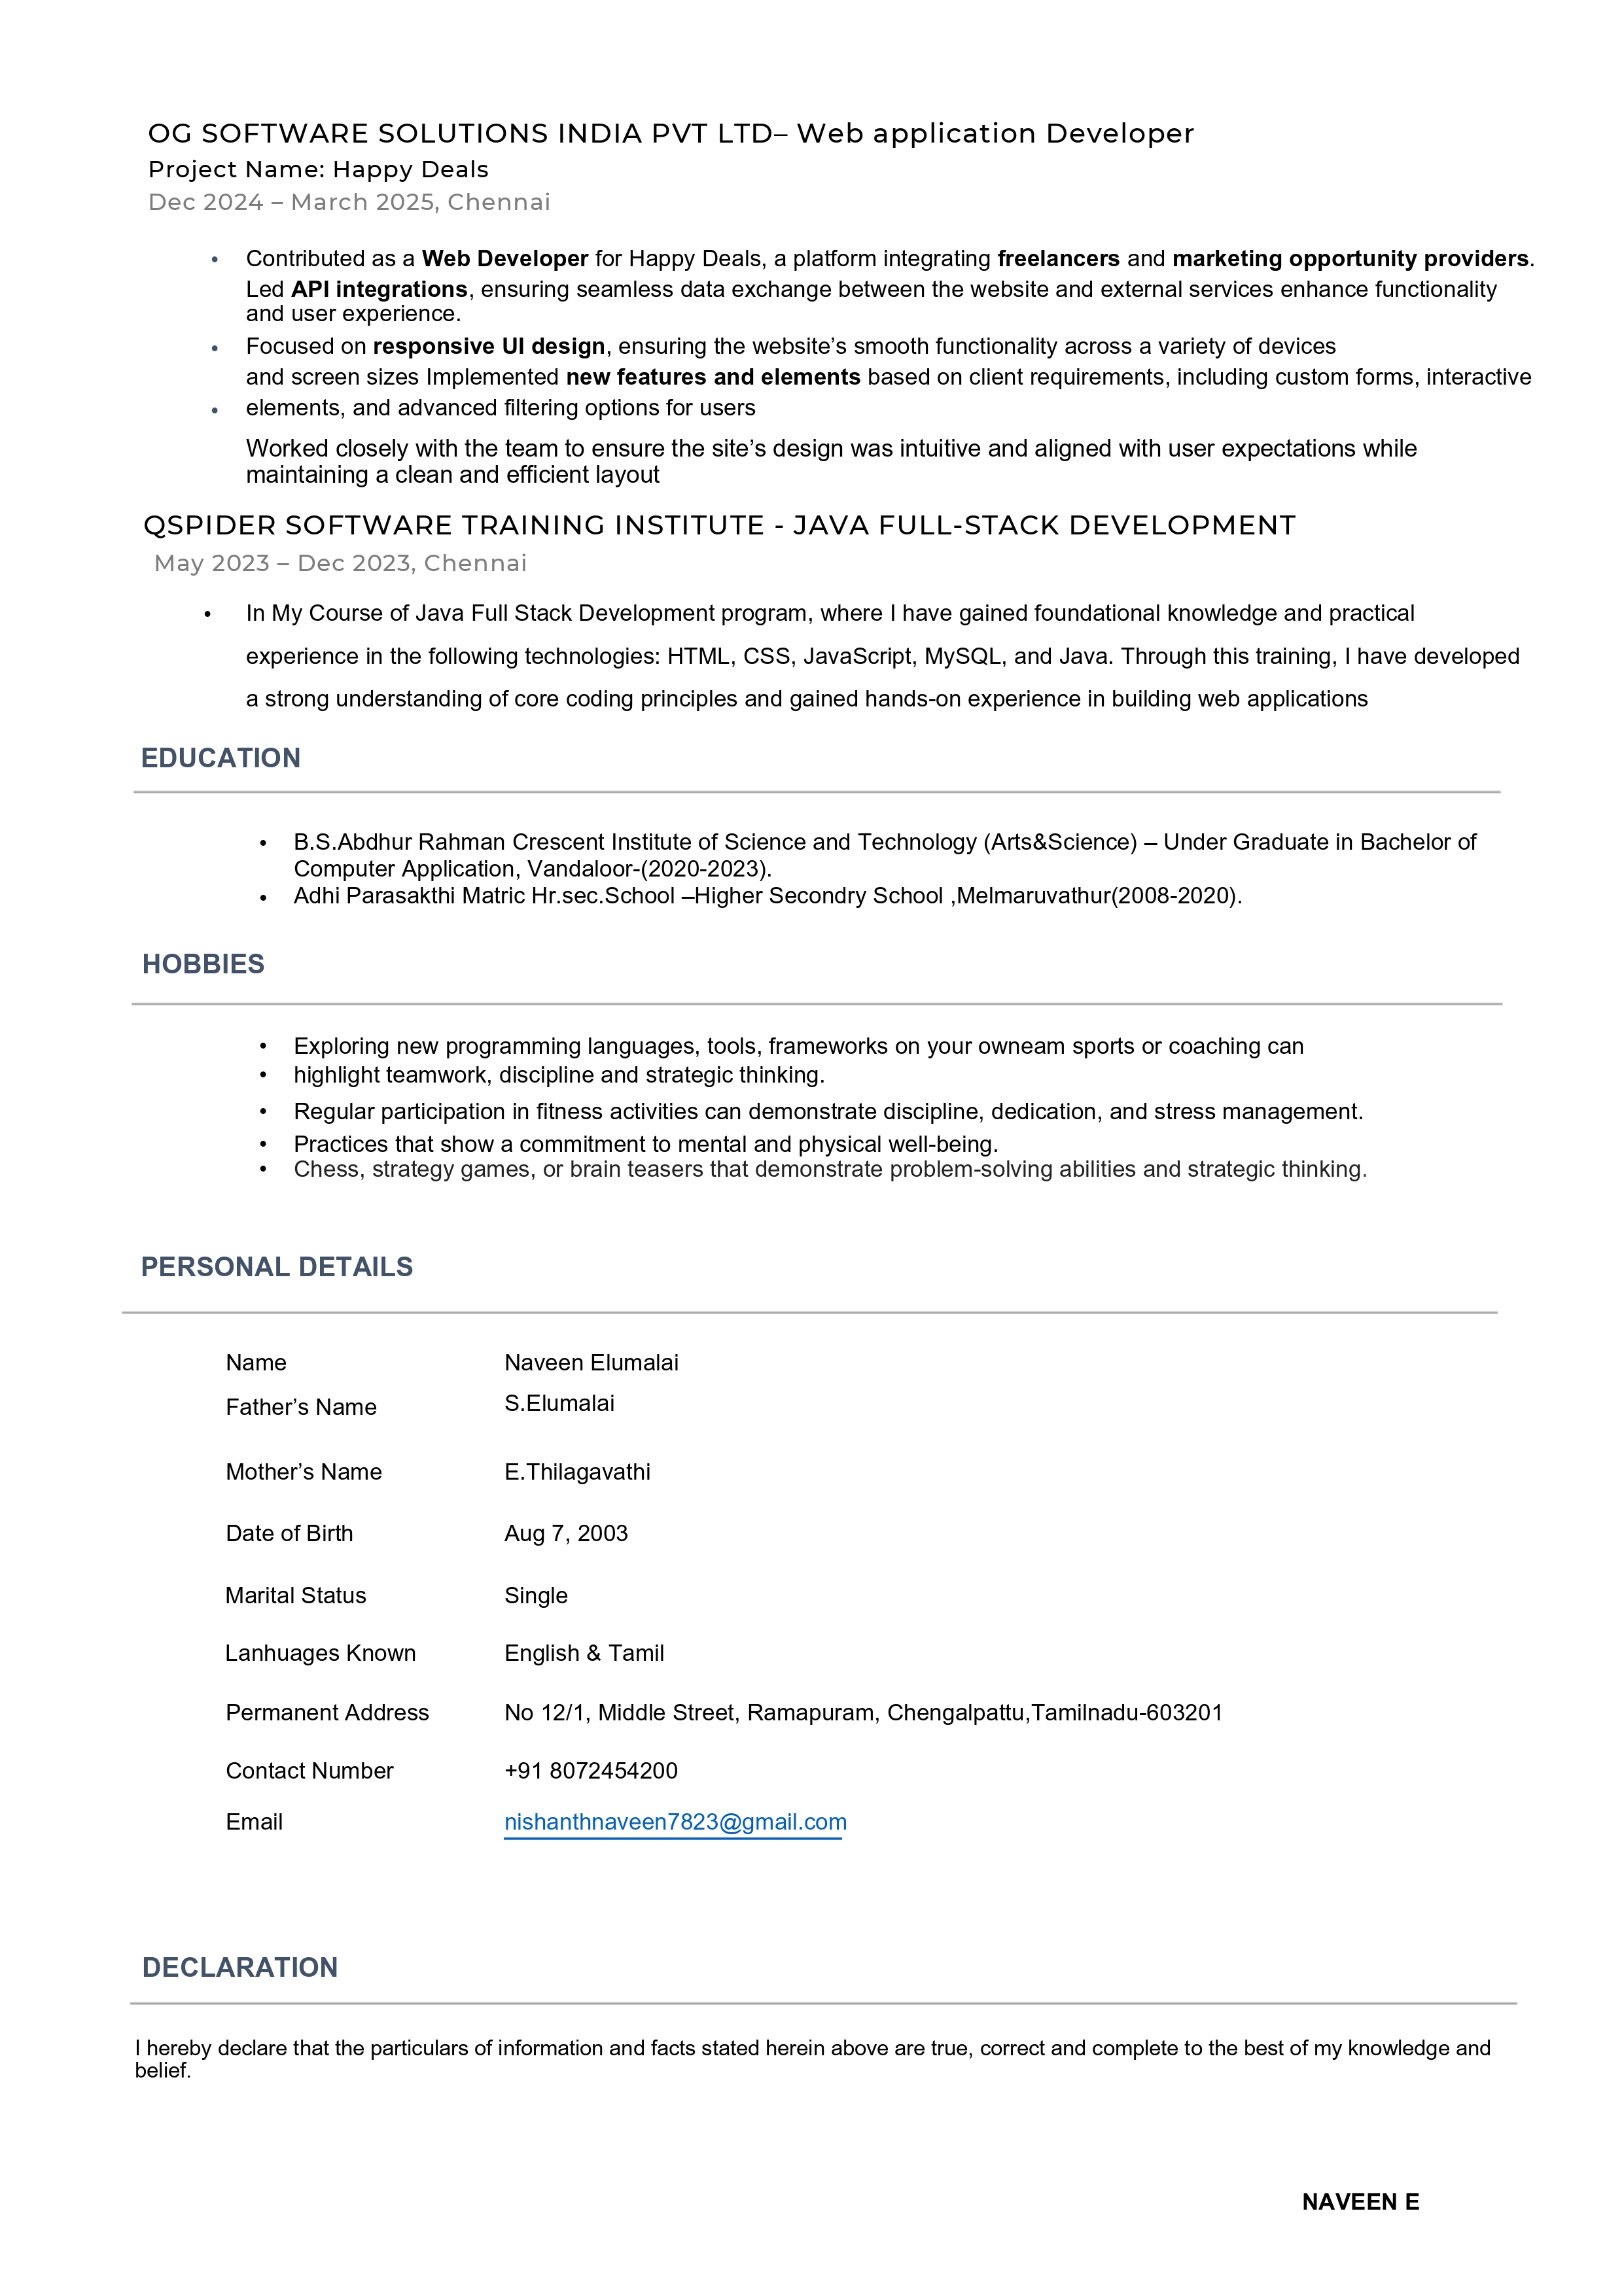 OG SOFTWARE SOLUTIONS INDIA PVT LTD– Web application Developer
Project Name: Happy Deals
Dec 2024 – March 2025, Chennai
• Contributed as a Web Developer for Happy Deals, a platform integrating freelancers and marketing opportunity providers.
Led API integrations, ensuring seamless data exchange between the website and external services enhance functionality
and user experience.
• Focused on responsive UI design, ensuring the website’s smooth functionality across a variety of devices
and screen sizes Implemented new features and elements based on client requirements, including custom forms, interactive
• elements, and advanced filtering options for users
Worked closely with the team to ensure the site’s design was intuitive and aligned with user expectations while
maintaining a clean and efficient layout
QSPIDER SOFTWARE TRAINING INSTITUTE - JAVA FULL-STACK DEVELOPMENT
May 2023 – Dec 2023, Chennai
• In My Course of Java Full Stack Development program, where I have gained foundational knowledge and practical
experience in the following technologies: HTML, CSS, JavaScript, MySQL, and Java. Through this training, I have developed
a strong understanding of core coding principles and gained hands-on experience in building web applications
EDUCATION
• B.S.Abdhur Rahman Crescent Institute of Science and Technology (Arts&Science) – Under Graduate in Bachelor of
Computer Application, Vandaloor-(2020-2023).
• Adhi Parasakthi Matric Hr.sec.School –Higher Secondry School ,Melmaruvathur(2008-2020).
HOBBIES
• Exploring new programming languages, tools, frameworks on your owneam sports or coaching can
• highlight teamwork, discipline and strategic thinking.
• Regular participation in fitness activities can demonstrate discipline, dedication, and stress management.
• Practices that show a commitment to mental and physical well-being.
• Chess, strategy games, or brain teasers that demonstrate problem-solving abilities and strategic thinking.
PERSONAL DETAILS
Name Naveen Elumalai
Father’s Name S.Elumalai
Mother’s Name E.Thilagavathi
Date of Birth Aug 7, 2003
Marital Status Single
Lanhuages Known English & Tamil
Permanent Address No 12/1, Middle Street, Ramapuram, Chengalpattu,Tamilnadu-603201
Contact Number +91 8072454200
Email nishanthnaveen7823@gmail.com
DECLARATION
I hereby declare that the particulars of information and facts stated herein above are true, correct and complete to the best of my knowledge and
belief.
NAVEEN E